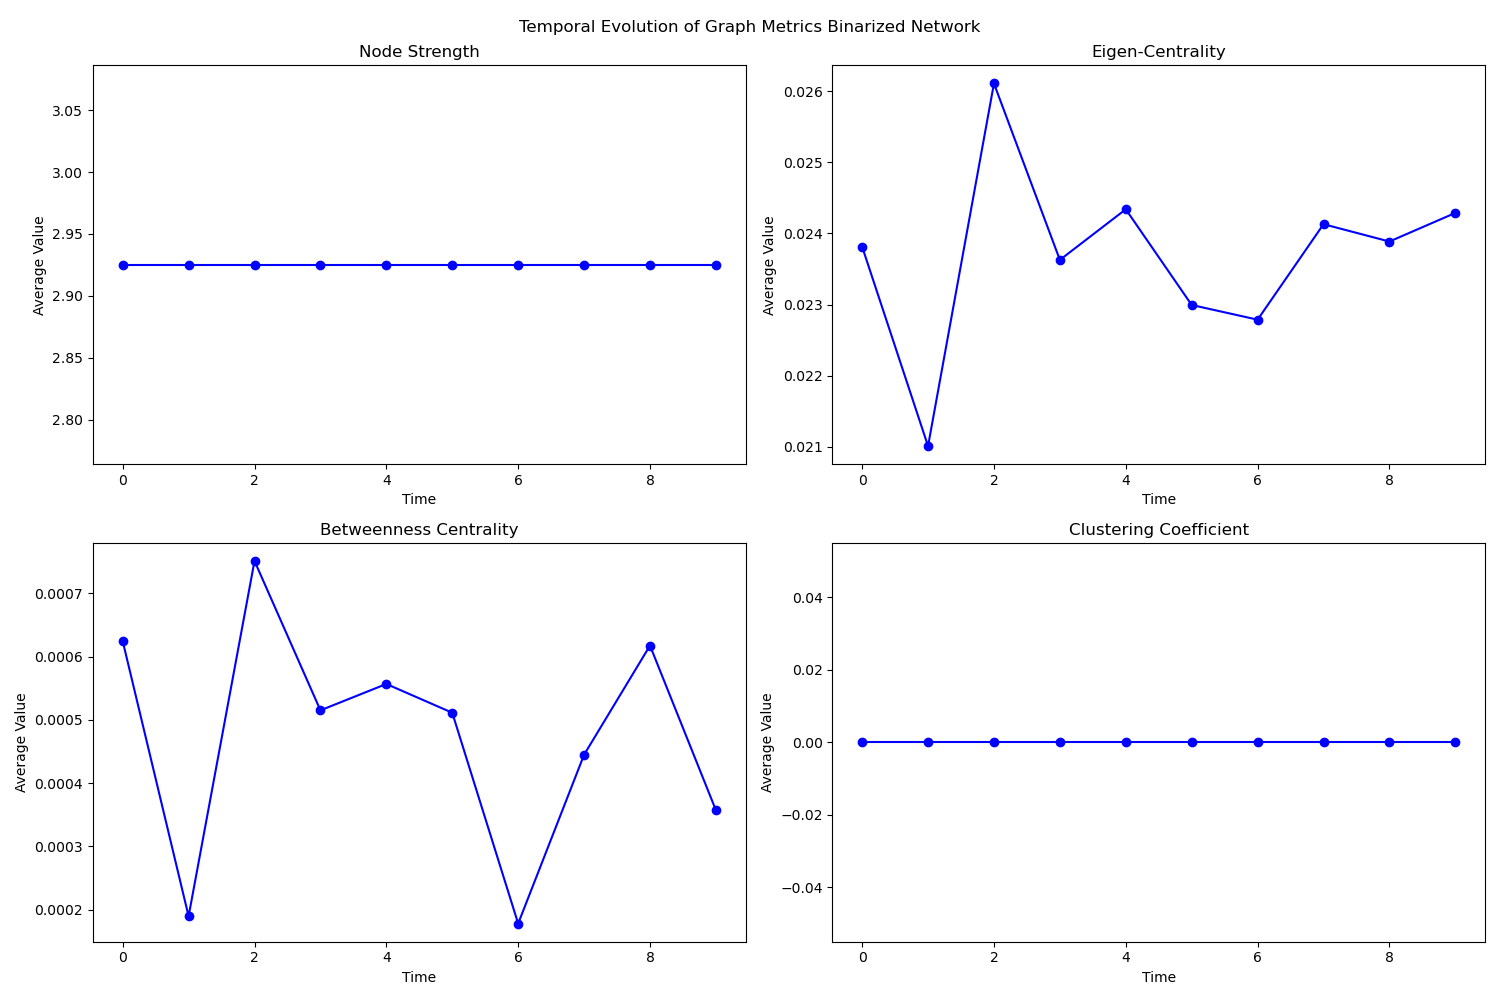 Temporal Evolution of Graph Metrics Binarized Network
Node Strength
3.05
3.00
2.95
2.90
2.85
2.80
Average Value
0 2 4 6 8
Time
Eigen-Centrality
0.026
0.025
0.024
0.023
0.022
0.021
Average Value
0 2 4 6 8
Time
Betweenness Centrality
0.0007
0.0006
0.0005
0.0004
0.0003
0.0002
Average Value
0 2 4 6 8
Time
Clustering Coefficient
0.04
0.02
0.00
−0.02
−0.04
Average Value
0 2 4 6 8
Time